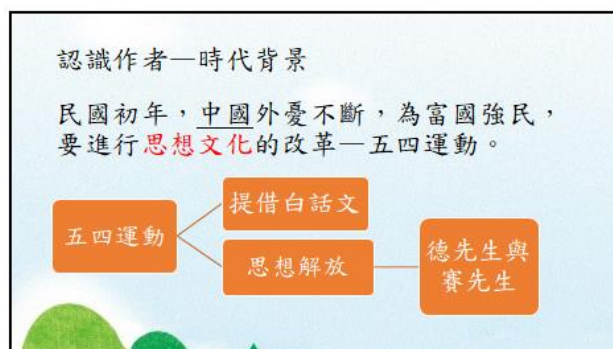 認識作者—時代背景
民國初年，中國外憂不斷，為富國強民，
要進行思想文化的改革—五四運動。
提借白話文
五四運動
思想解放
德先生與
賽先生